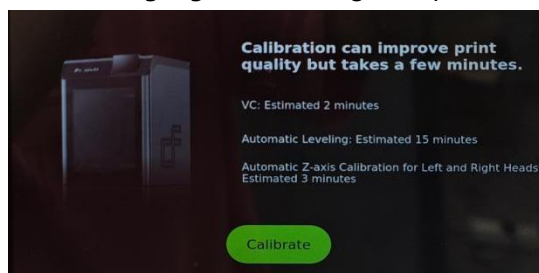 Calibration can improve print
quality but takes a few minutes.
VC: Estimated 2 minutes
Automatic Leveling: Estimated 15 minutes
Automatic Z-axis Calibration for Left and Right Heads
Estimated 3 minutes
Calibrate